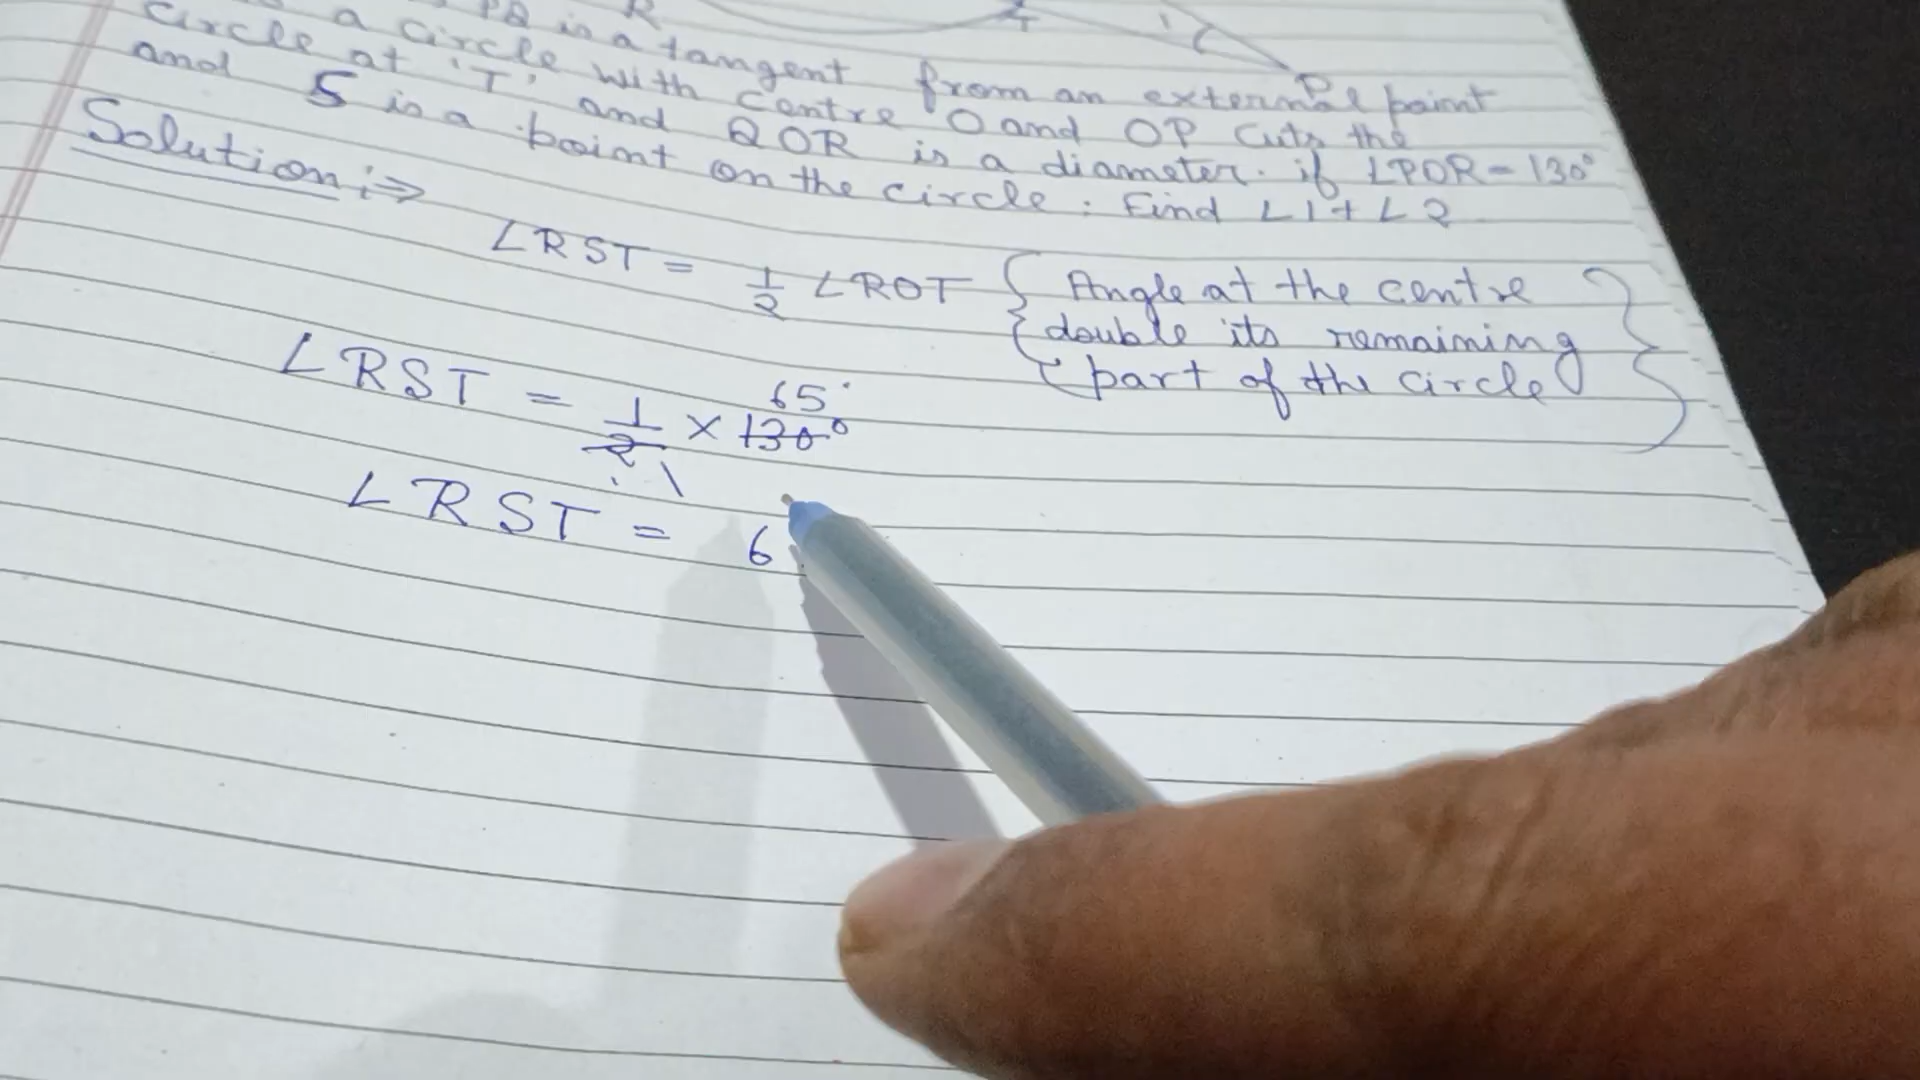 R T 1 P
PQ is a tangent from an external point
a circle with centre O and OP cuts the
circle at 'T' and QOR is a diameter. if ∠POR = 130°
and S is a point on the circle: Find ∠1 + ∠2
Solution :⇒
∠RST = 1/2 ∠ROT { Angle at the centre
double its remaining
part of the circle }
65°
∠RST = 1/2 × 130°
1
∠RST = 6